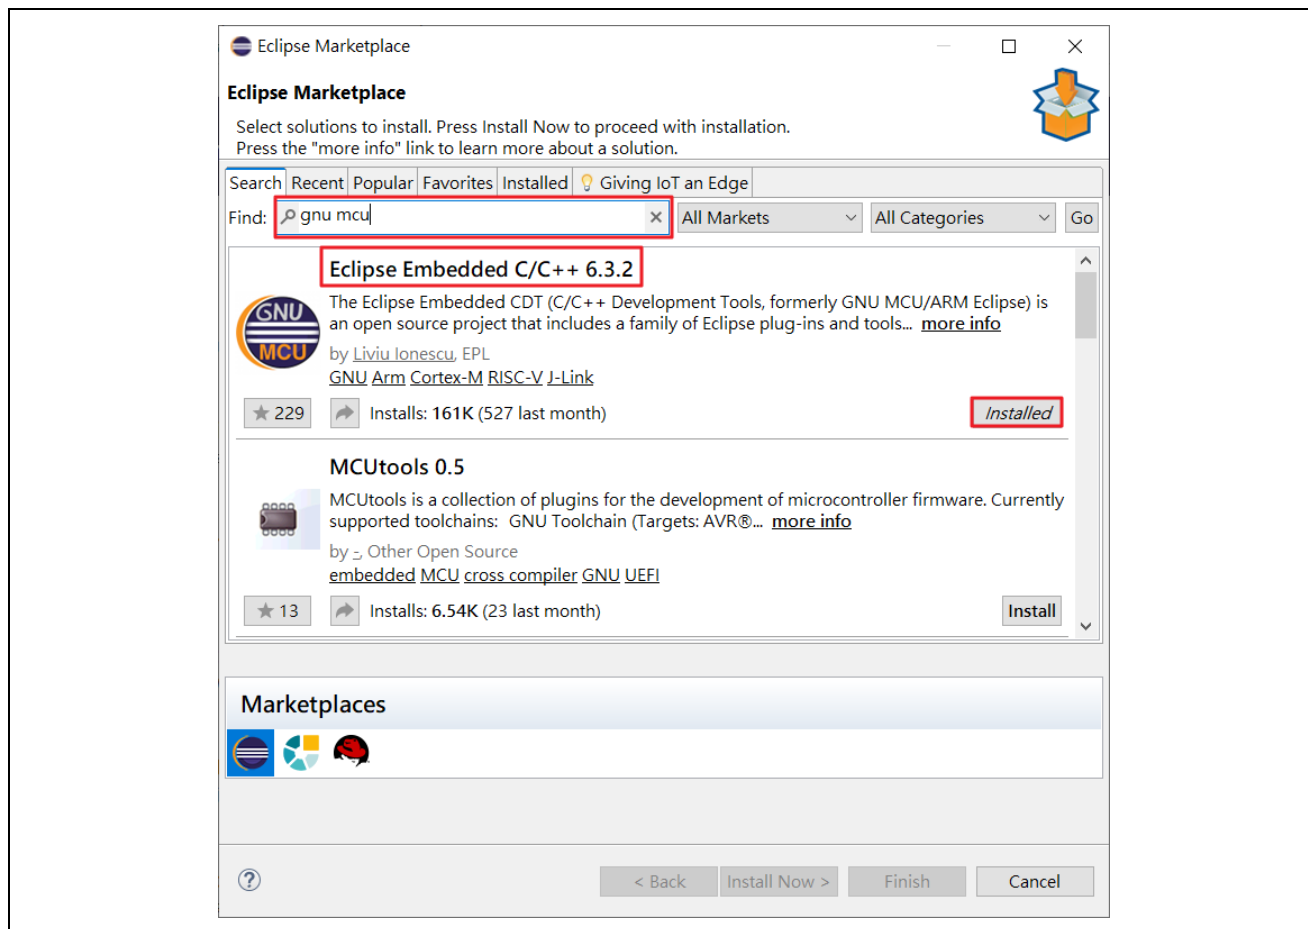 Eclipse Marketplace
Eclipse Marketplace
Select solutions to install. Press Install Now to proceed with installation.
Press the "more info" link to learn more about a solution.
Search Recent Popular Favorites Installed Giving IoT an Edge
Find: gnu mcu All Markets All Categories Go
Eclipse Embedded C/C++ 6.3.2
The Eclipse Embedded CDT (C/C++ Development Tools, formerly GNU MCU/ARM Eclipse) is
an open source project that includes a family of Eclipse plug-ins and tools... more info
GNU
MCU
by Liviu Ionescu, EPL
GNU Arm Cortex-M RISC-V J-Link
229 Installs: 161K (527 last month) Installed
MCUtools 0.5
MCUtools is a collection of plugins for the development of microcontroller firmware. Currently
supported toolchains: GNU Toolchain (Targets: AVR®... more info
by -, Other Open Source
embedded MCU cross compiler GNU UEFI
13 Installs: 6.54K (23 last month) Install
Marketplaces
? < Back Install Now > Finish Cancel